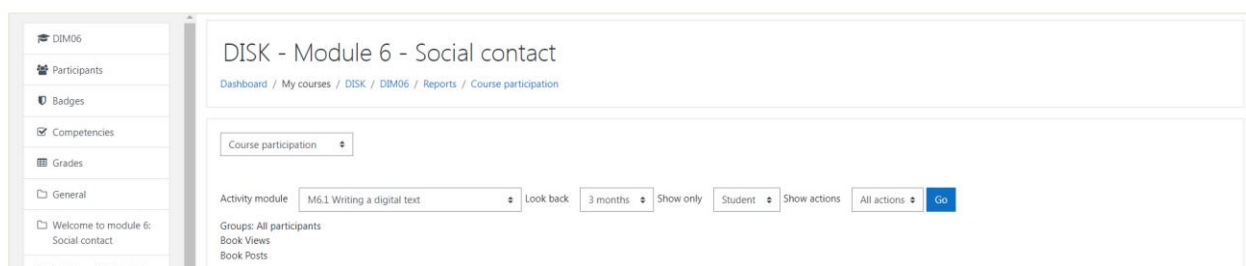 DIM06
Participants
Badges
Competencies
Grades
General
Welcome to module 6:
Social contact
DISK - Module 6 - Social contact
Dashboard / My courses / DISK / DIM06 / Reports / Course participation
Course participation
Activity module M6.1 Writing a digital text Look back 3 months Show only Student Show actions All actions Go
Groups: All participants
Book Views
Book Posts